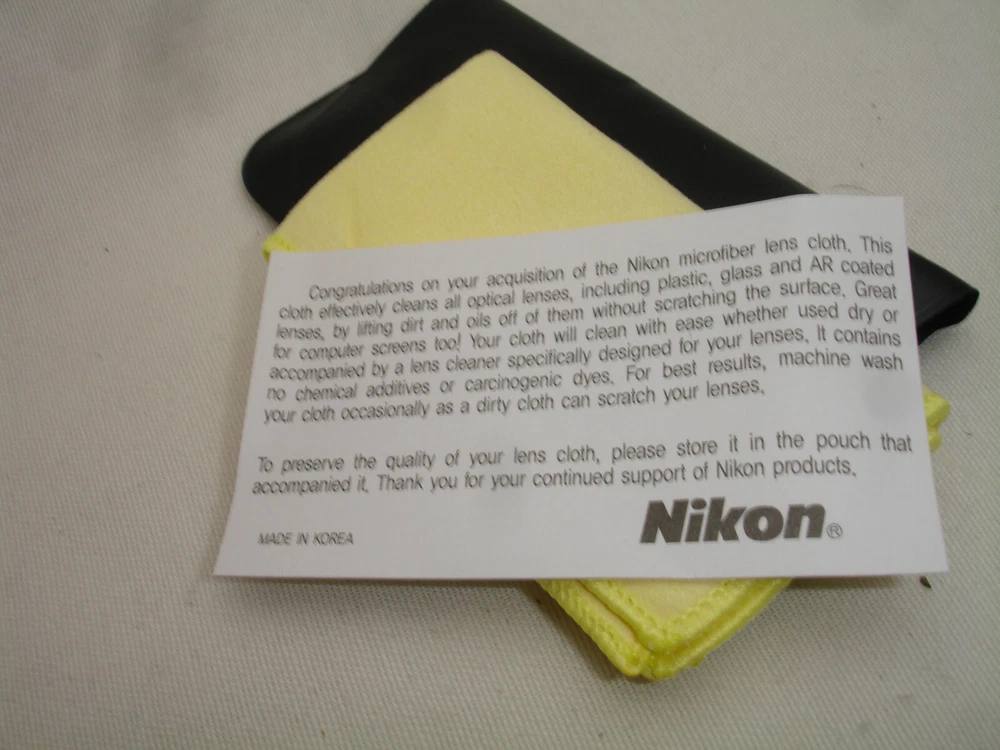 Congratulations on your acquisition of the Nikon microfiber lens cloth. This
cloth effectively cleans all optical lenses, including plastic, glass and AR coated
lenses, by lifting dirt and oils off of them without scratching the surface. Great
for computer screens too! Your cloth will clean with ease whether used dry or
accompanied by a lens cleaner specifically designed for your lenses. It contains
no chemical additives or carcinogenic dyes. For best results, machine wash
your cloth occasionally as a dirty cloth can scratch your lenses.
To preserve the quality of your lens cloth, please store it in the pouch that
accompanied it. Thank you for your continued support of Nikon products.
MADE IN KOREA
Nikon®